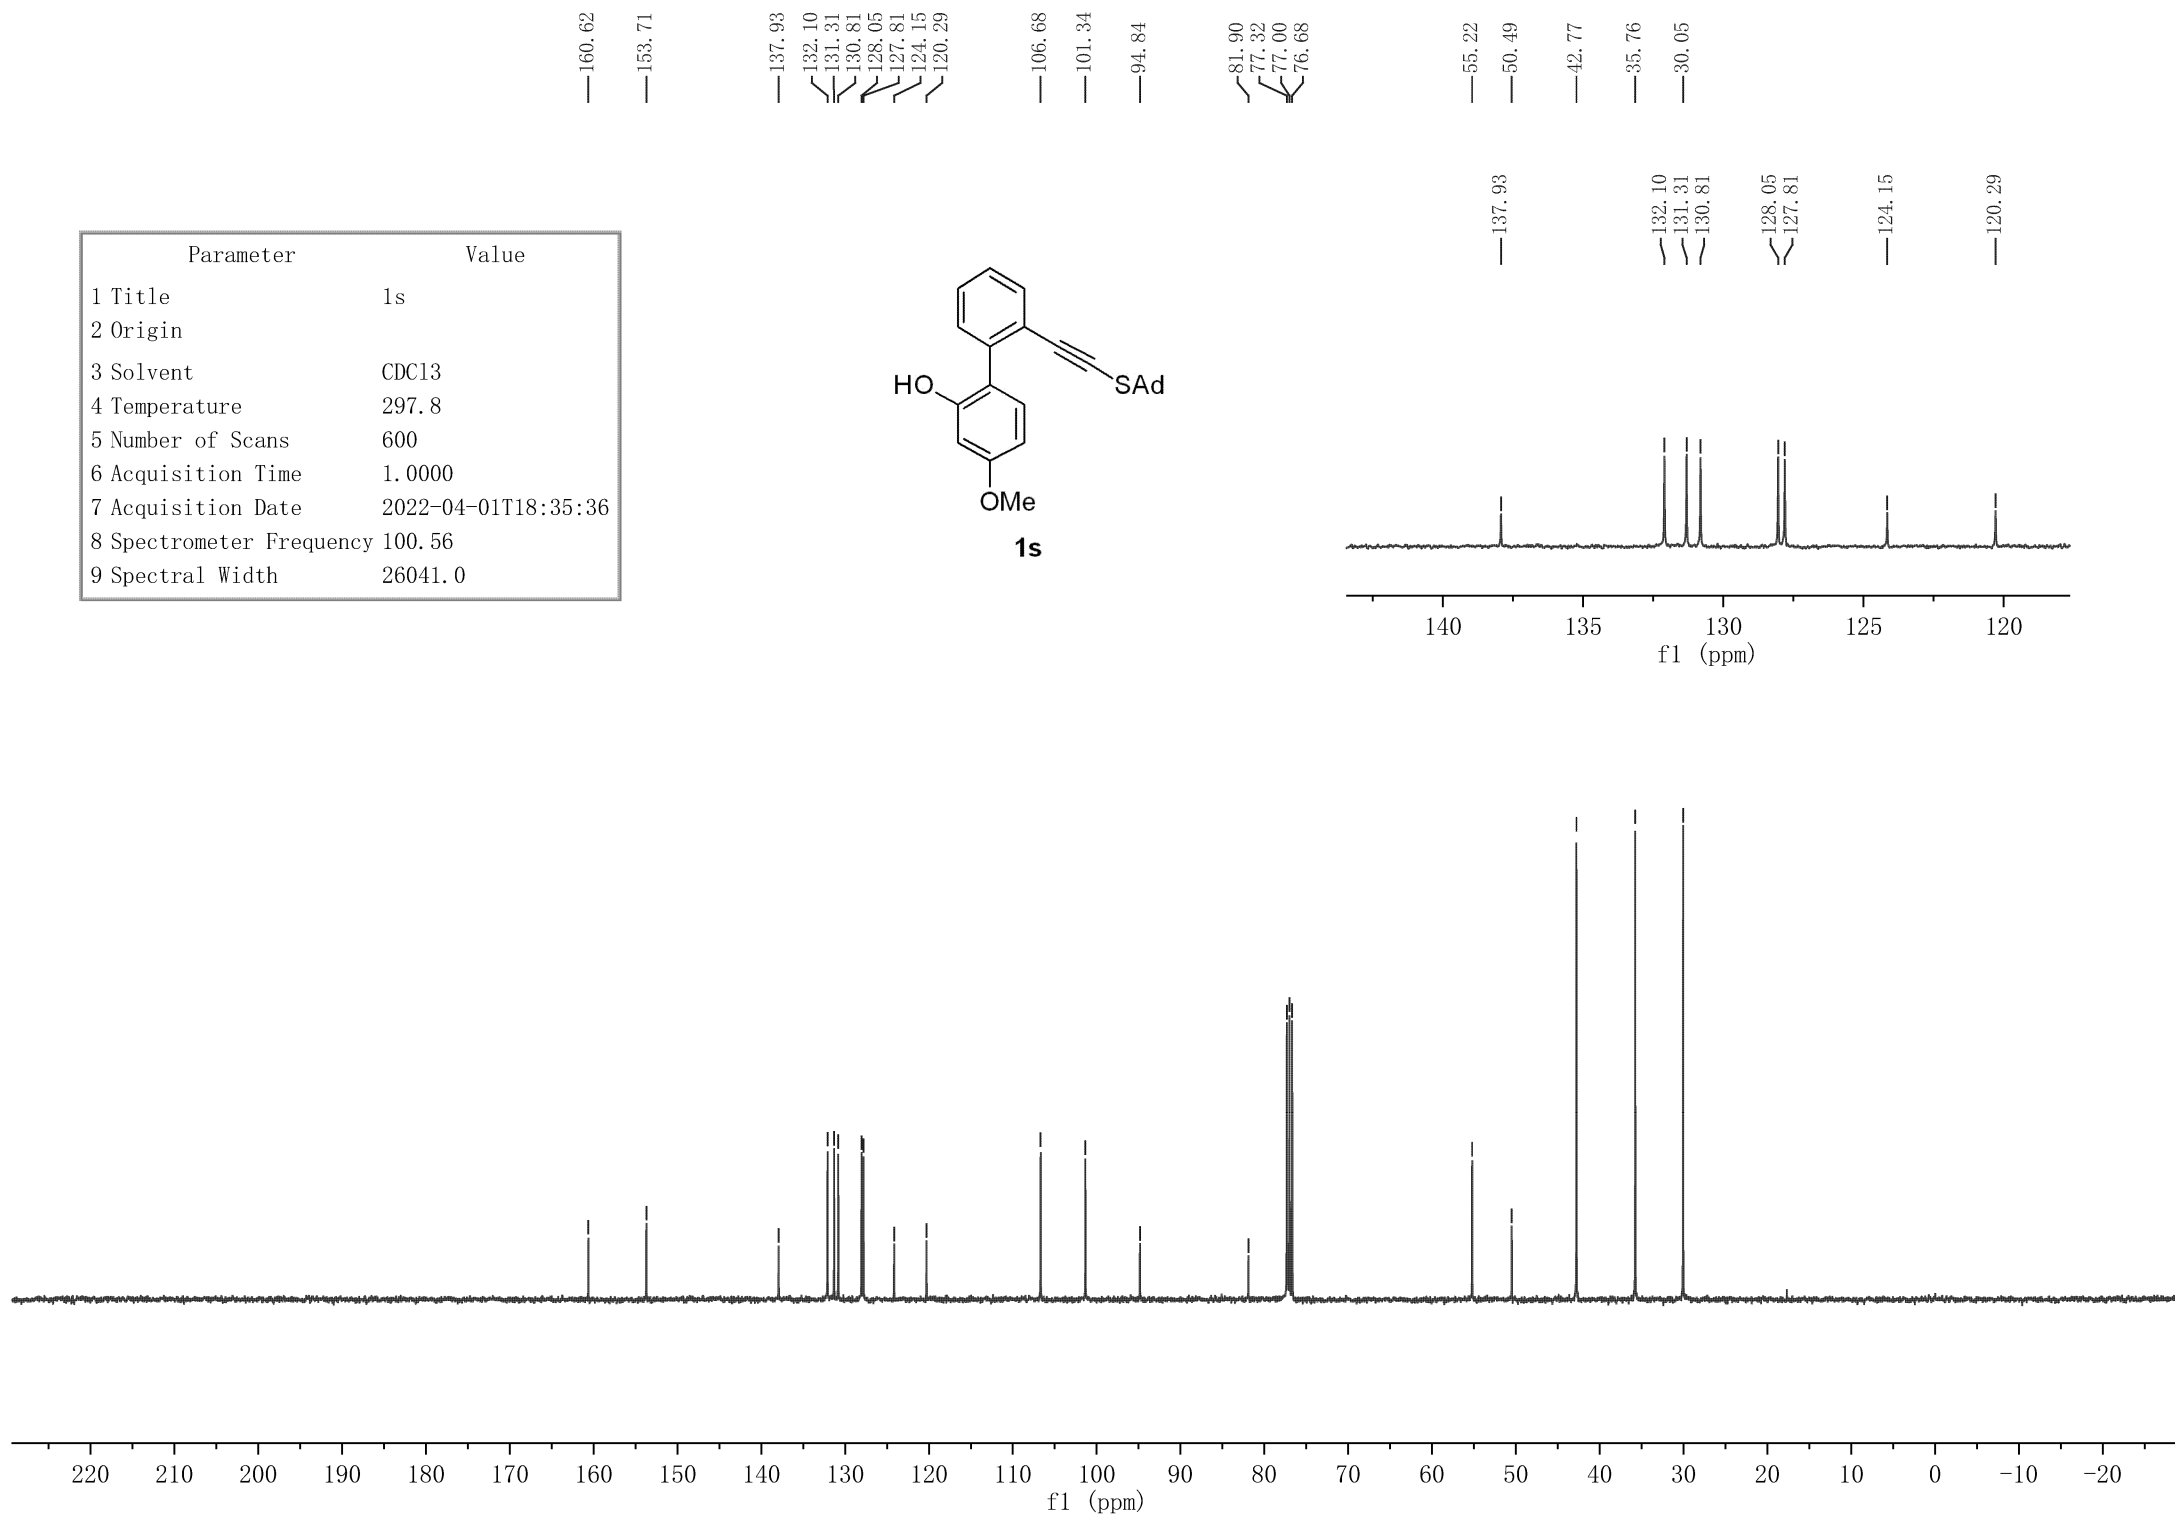 160.62
153.71
137.93
132.10
131.31
130.81
128.05
127.81
124.15
120.29
106.68
101.34
94.84
81.90
77.32
77.00
76.68
55.22
50.49
42.77
35.76
30.05
137.93
132.10
131.31
130.81
128.05
127.81
124.15
120.29
Parameter Value
1 Title 1s
2 Origin
3 Solvent CDCl3
4 Temperature 297.8
5 Number of Scans 600
6 Acquisition Time 1.0000
7 Acquisition Date 2022-04-01T18:35:36
8 Spectrometer Frequency 100.56
9 Spectral Width 26041.0
HO
SAd
OMe
1s
140 135 130 125 120
f1 (ppm)
220 210 200 190 180 170 160 150 140 130 120 110 100 90 80 70 60 50 40 30 20 10 0 -10 -20
f1 (ppm)